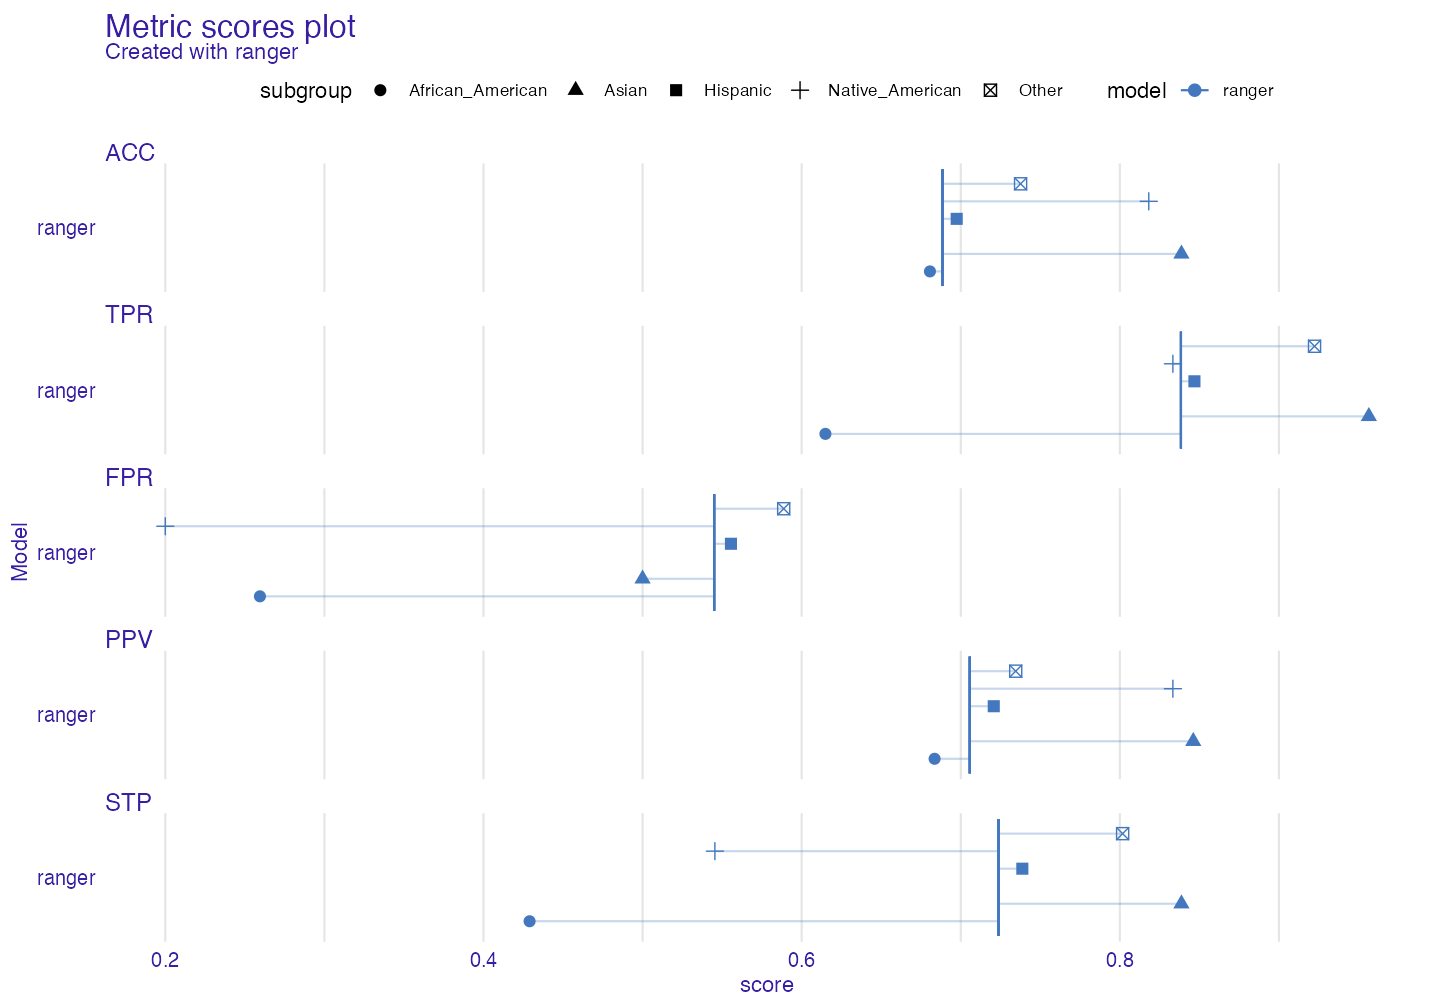 Metric scores plot
Created with ranger
subgroup African_American Asian Hispanic Native_American Other model ranger
ACC
ranger
TPR
ranger
FPR
ranger
PPV
ranger
STP
ranger
Model
0.2 0.4 0.6 0.8
score